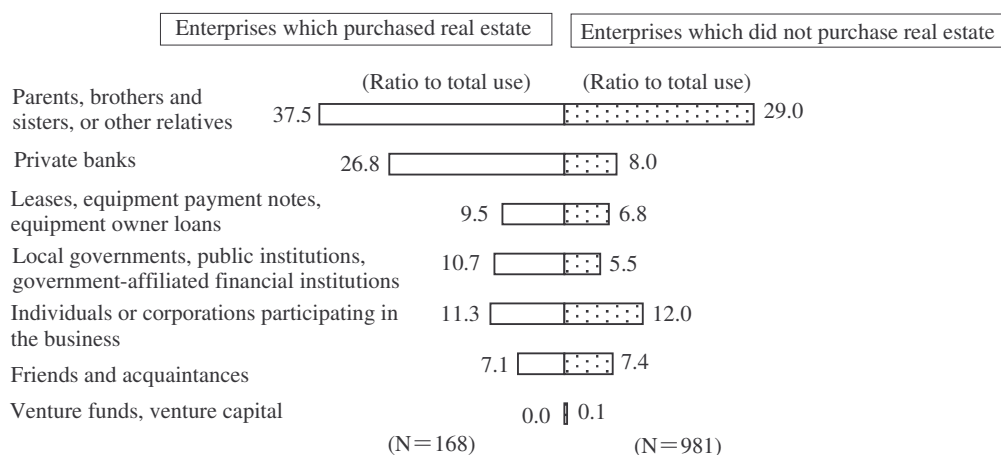 Enterprises which purchased real estate
Enterprises which did not purchase real estate
(Ratio to total use) (Ratio to total use)
Parents, brothers and
sisters, or other relatives 37.5 29.0
Private banks 26.8 8.0
Leases, equipment payment notes,
equipment owner loans 9.5 6.8
Local governments, public institutions,
government-affiliated financial institutions 10.7 5.5
Individuals or corporations participating in
the business 11.3 12.0
Friends and acquaintances 7.1 7.4
Venture funds, venture capital 0.0 0.1
(N=168) (N=981)